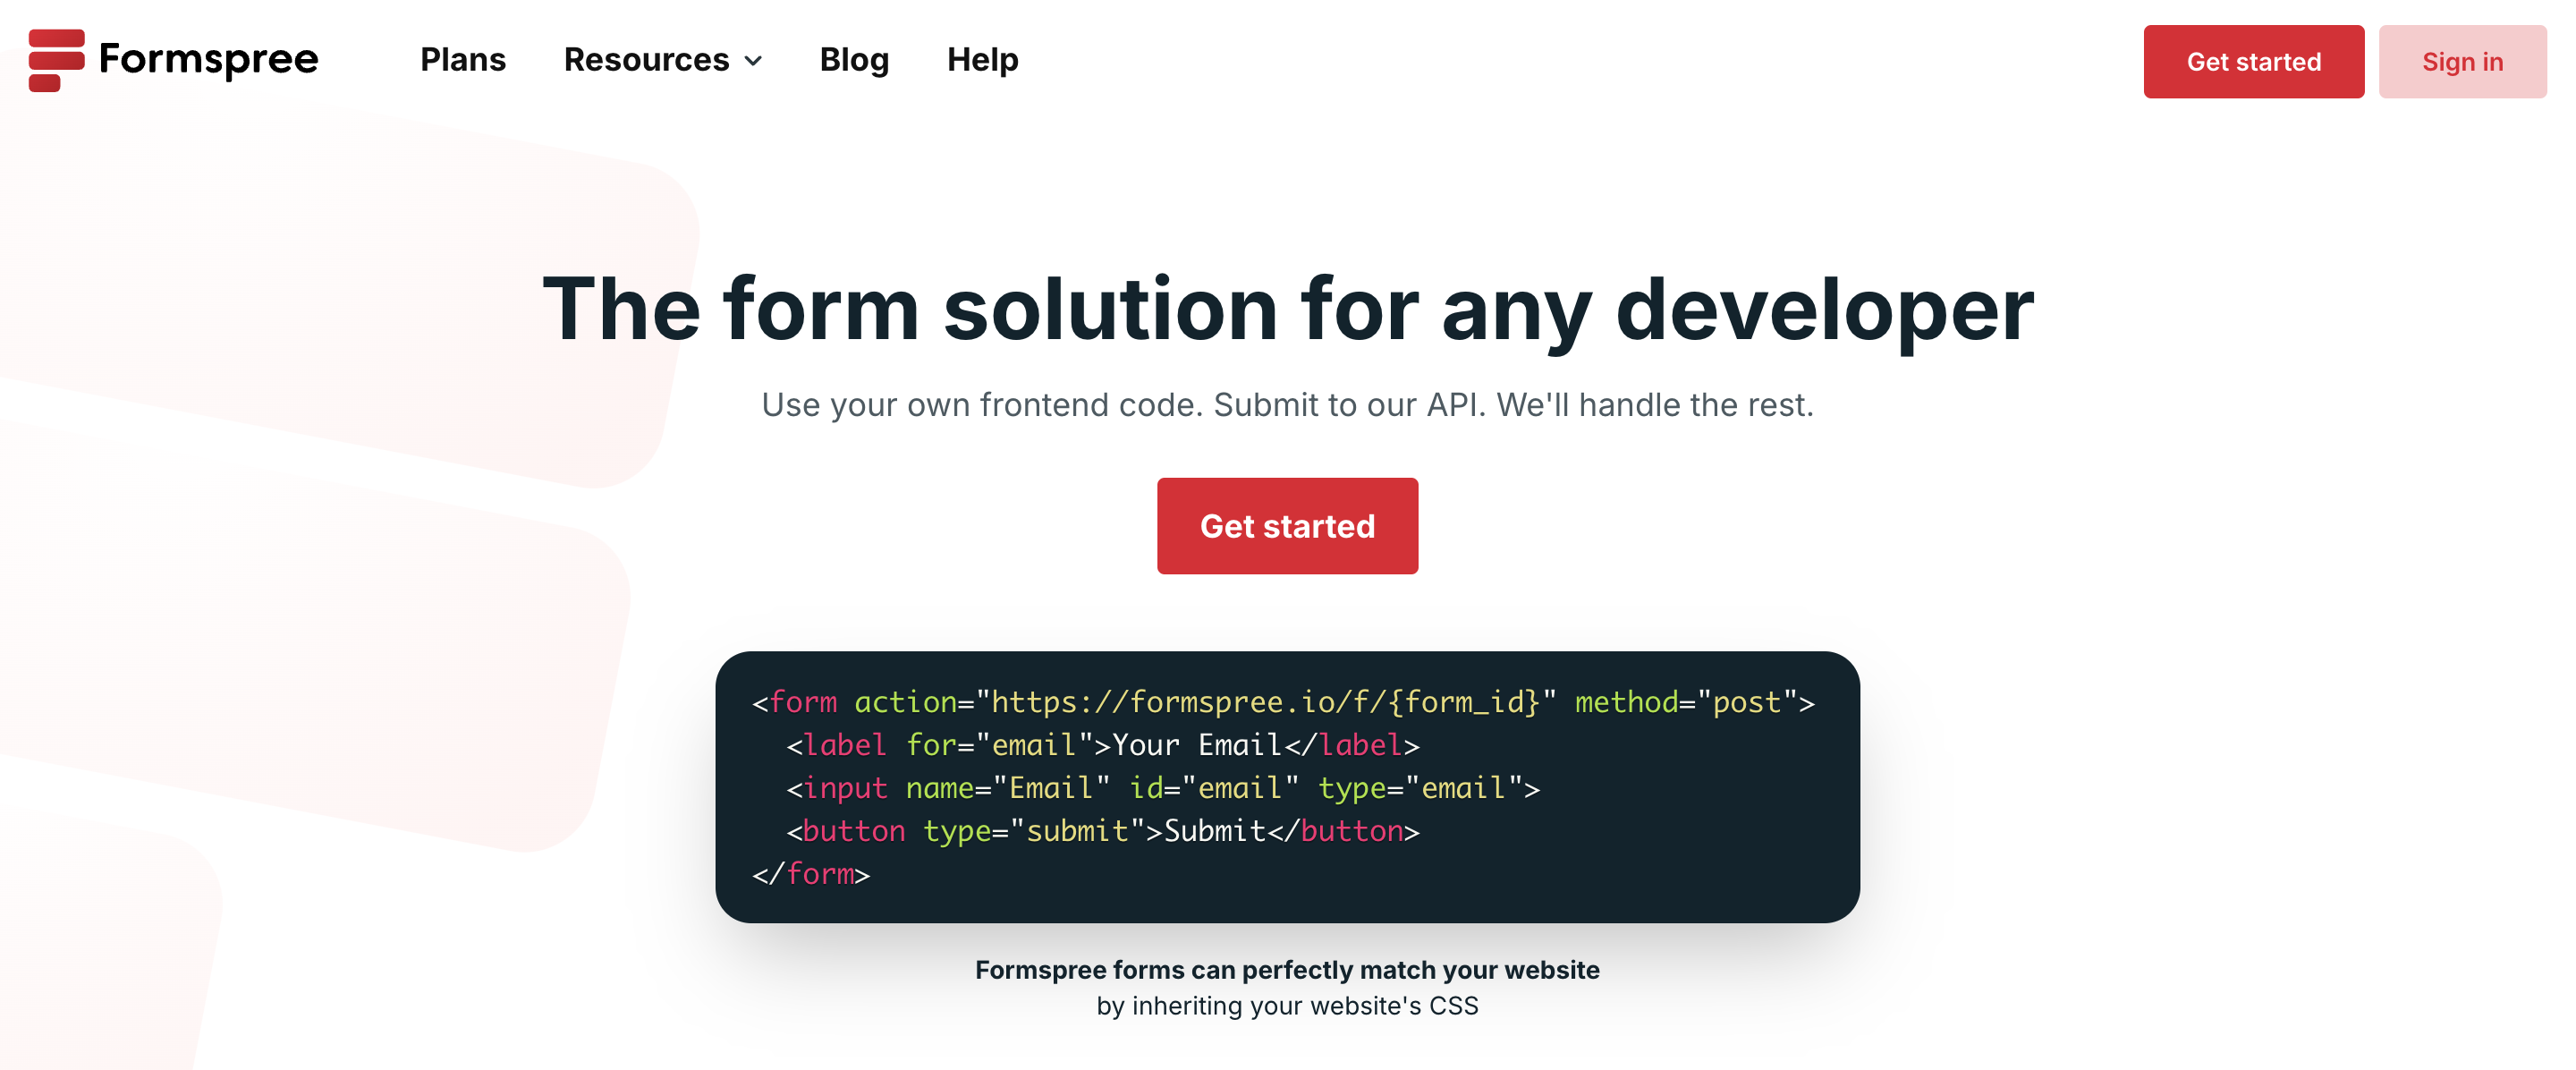 Formspree
Plans
Resources
Blog
Help
Get started
Sign in
The form solution for any developer
Use your own frontend code. Submit to our API. We'll handle the rest.
Get started
<form action="https://formspree.io/f/{form_id}" method="post">
  <label for="email">Your Email</label>
  <input name="Email" id="email" type="email">
  <button type="submit">Submit</button>
</form>
Formspree forms can perfectly match your website
by inheriting your website's CSS